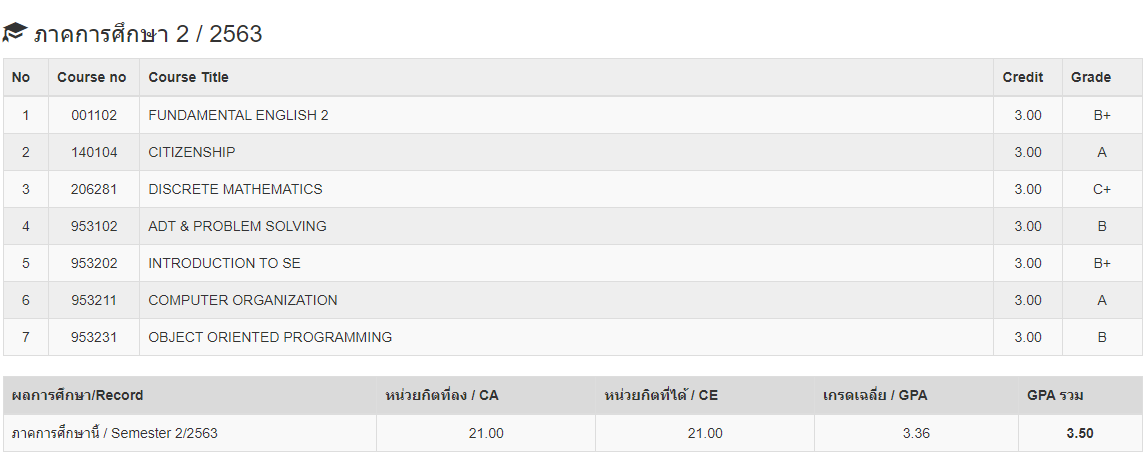 ภาคการศึกษา 2 / 2563
No Course no Course Title Credit Grade
1 001102 FUNDAMENTAL ENGLISH 2 3.00 B+
2 140104 CITIZENSHIP 3.00 A
3 206281 DISCRETE MATHEMATICS 3.00 C+
4 953102 ADT & PROBLEM SOLVING 3.00 B
5 953202 INTRODUCTION TO SE 3.00 B+
6 953211 COMPUTER ORGANIZATION 3.00 A
7 953231 OBJECT ORIENTED PROGRAMMING 3.00 B
ผลการศึกษา/Record หน่วยกิตที่ลง / CA หน่วยกิตที่ได้ / CE เกรดเฉลี่ย / GPA GPA รวม
ภาคการศึกษานี้ / Semester 2/2563 21.00 21.00 3.36 3.50